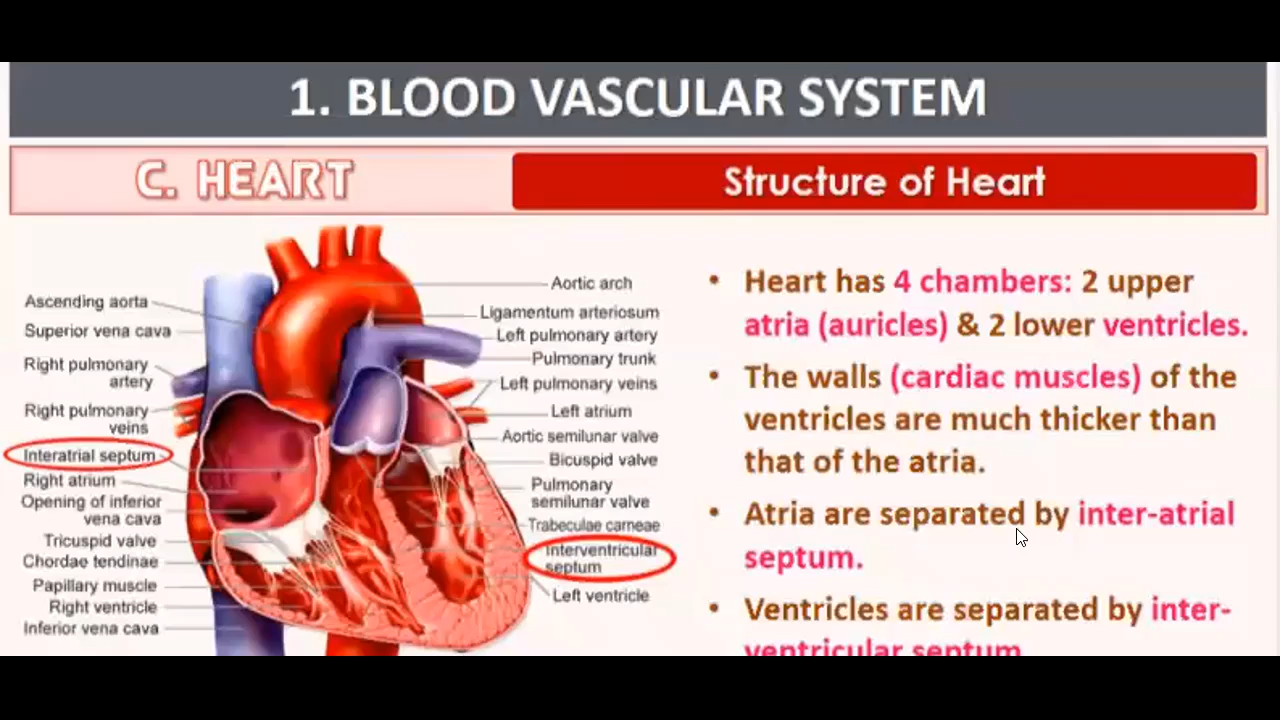 1. BLOOD VASCULAR SYSTEM
C. HEART
Structure of Heart
Ascending aorta
Superior vena cava
Right pulmonary
artery
Right pulmonary
veins
Interatrial septum
Right atrium
Opening of inferior
vena cava
Tricuspid valve
Chordae tendinae
Papillary muscle
Right ventricle
Inferior vena cava
Aortic arch
Ligamentum arteriosum
Left pulmonary artery
Pulmonary trunk
Left pulmonary veins
Left atrium
Aortic semilunar valve
Bicuspid valve
Pulmonary
semilunar valve
Trabeculae carneae
Interventricular
septum
Left ventricle
• Heart has 4 chambers: 2 upper
atria (auricles) & 2 lower ventricles.
• The walls (cardiac muscles) of the
ventricles are much thicker than
that of the atria.
• Atria are separated by inter-atrial
septum.
• Ventricles are separated by inter-
ventricular septum